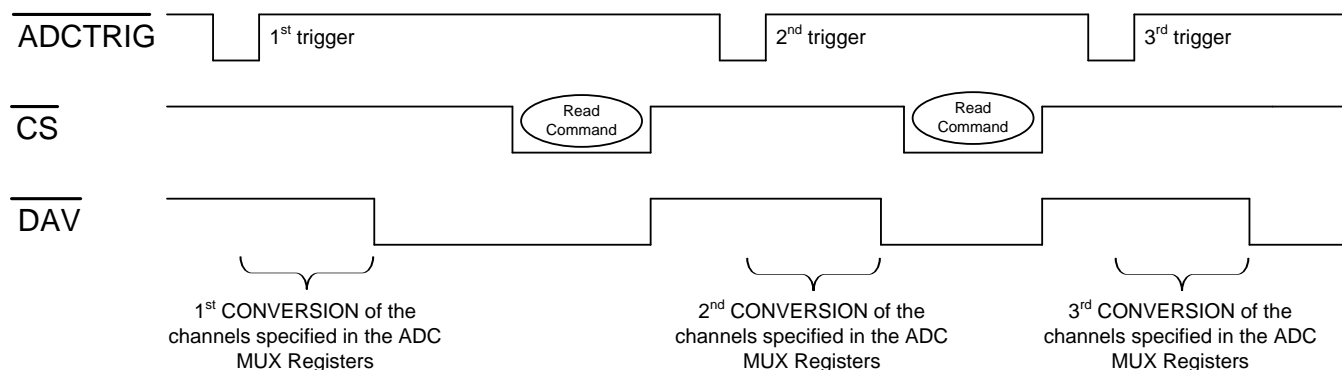 ADCTRIG
1st trigger
2nd trigger
3rd trigger
CS
Read
Command
Read
Command
DAV
1st CONVERSION of the
channels specified in the ADC
MUX Registers
2nd CONVERSION of the
channels specified in the ADC
MUX Registers
3rd CONVERSION of the
channels specified in the ADC
MUX Registers